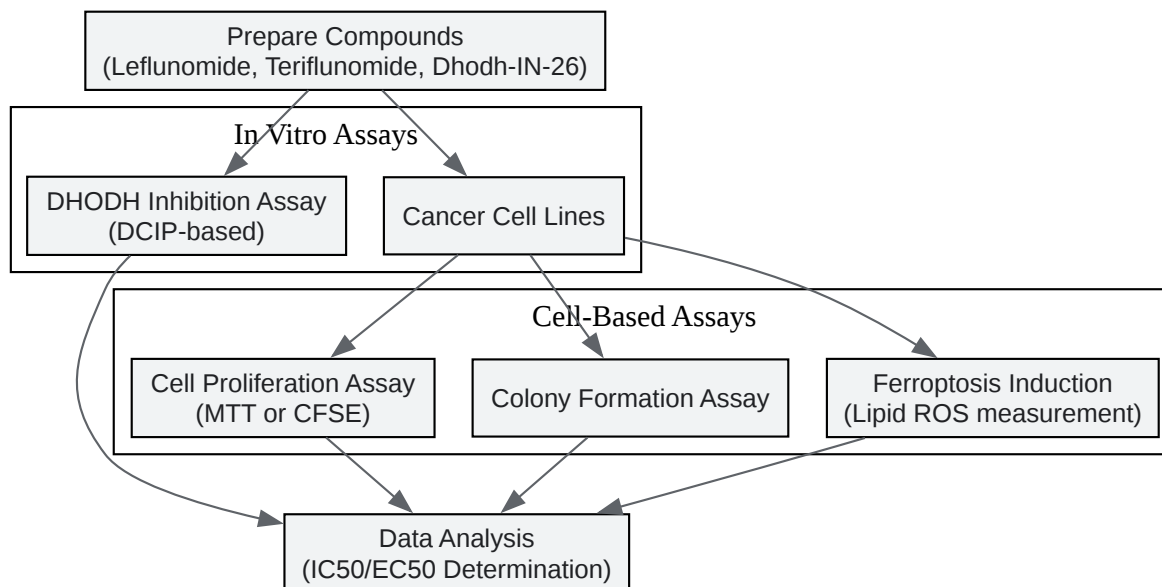 Prepare Compounds
(Leflunomide, Teriflunomide, Dhodh-IN-26)
In Vitro Assays
DHODH Inhibition Assay
(DCIP-based)
Cancer Cell Lines
Cell-Based Assays
Cell Proliferation Assay
(MTT or CFSE)
Colony Formation Assay
Ferroptosis Induction
(Lipid ROS measurement)
Data Analysis
(IC50/EC50 Determination)